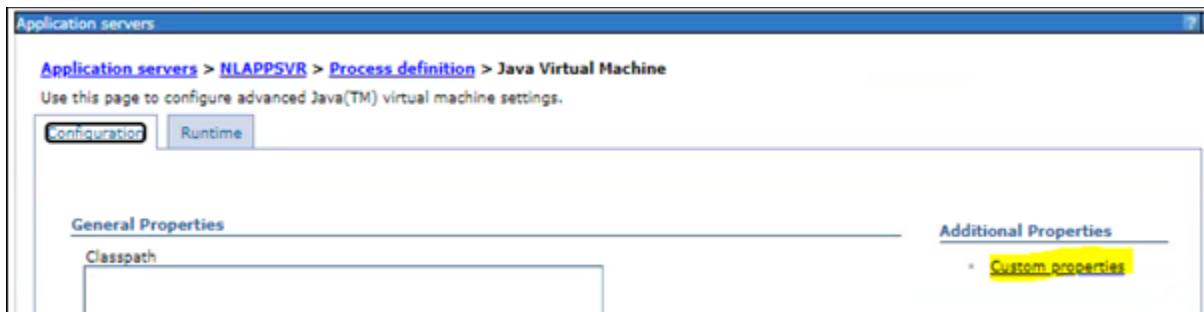 Application servers ?
Application servers > NLAPPSVR > Process definition > Java Virtual Machine
Use this page to configure advanced Java(TM) virtual machine settings.
Configuration Runtime
General Properties
Additional Properties
Classpath
Custom properties